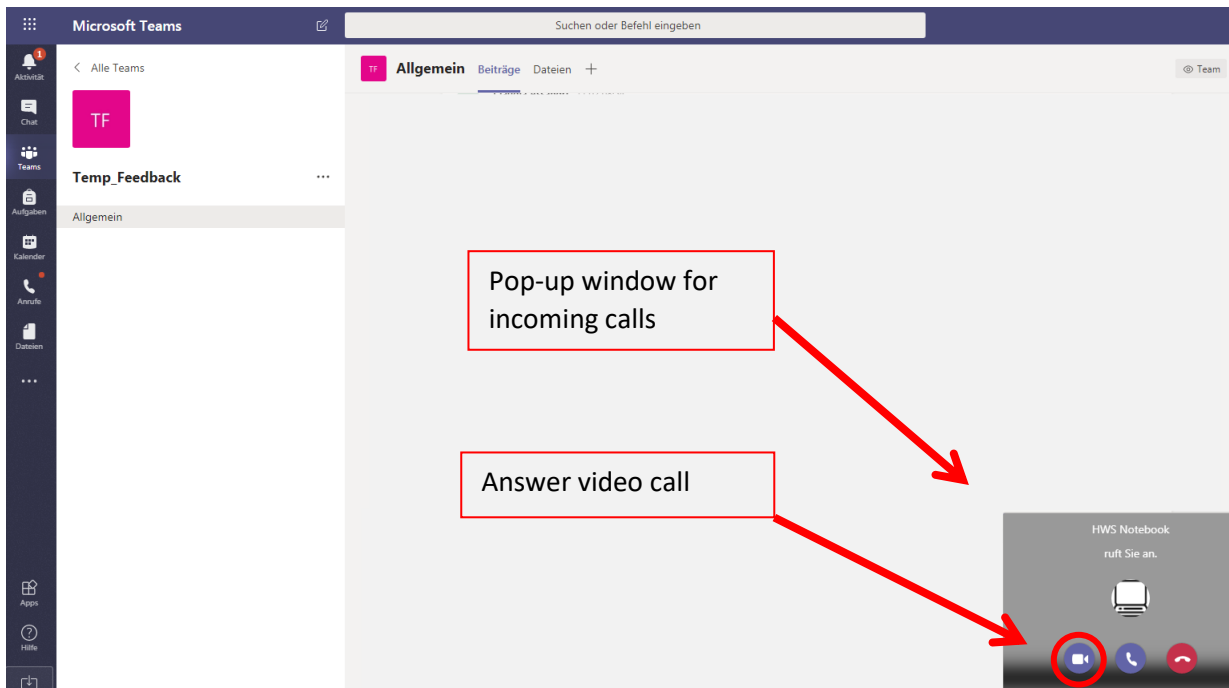 Microsoft Teams
Suchen oder Befehl eingeben
1
Aktivität
Chat
Teams
Aufgaben
Kalender
Anrufe
Dateien
Apps
Hilfe
Alle Teams
TF
Temp_Feedback
Allgemein
TF Allgemein Beiträge Dateien
Team
Pop-up window for
incoming calls
Answer video call
HWS Notebook
ruft Sie an.